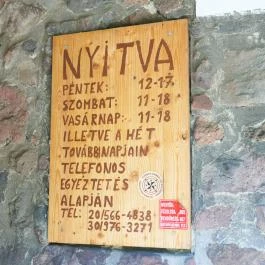 NYITVA
PÉNTEK: 12-17
SZOMBAT: 11-18
VASÁRNAP: 11-18
ILLETVE A HÉT
TOVÁBBI NAPJAIN
TELEFONOS
EGYEZTETÉS
ALAPJÁN
TEL: 20/566-4838
30/976-3271